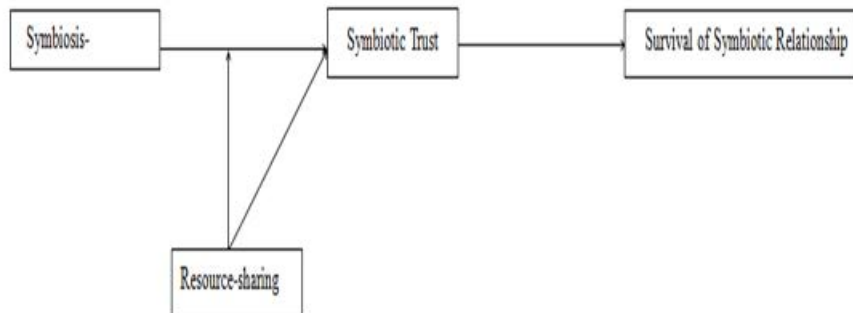 Symbiosis-
Symbiotic Trust
Survival of Symbiotic Relationship
Resource-sharing